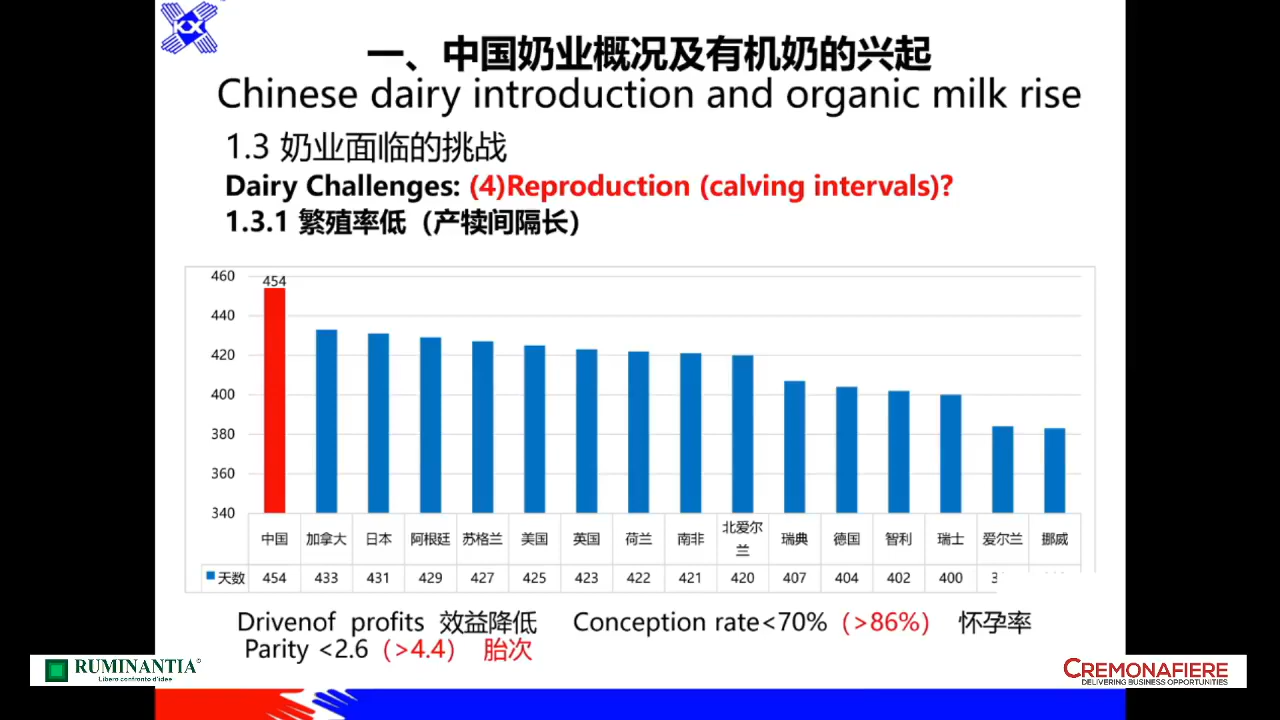 KX
一、中国奶业概况及有机奶的兴起
Chinese dairy introduction and organic milk rise
1.3 奶业面临的挑战
Dairy Challenges: (4)Reproduction (calving intervals)?
1.3.1 繁殖率低（产犊间隔长）
460
454
440
420
400
380
360
340
中国 加拿大 日本 阿根廷 苏格兰 美国 英国 荷兰 南非 北爱尔兰 瑞典 德国 智利 瑞士 爱尔兰 挪威
天数 454 433 431 429 427 425 423 422 421 420 407 404 402 400
Drivenof profits 效益降低 Conception rate<70%（>86%） 怀孕率
Parity <2.6（>4.4） 胎次
RUMINANTIA©
Libero confronto d'idee
CREMONAFIERE
DELIVERING BUSINESS OPPORTUNITIES